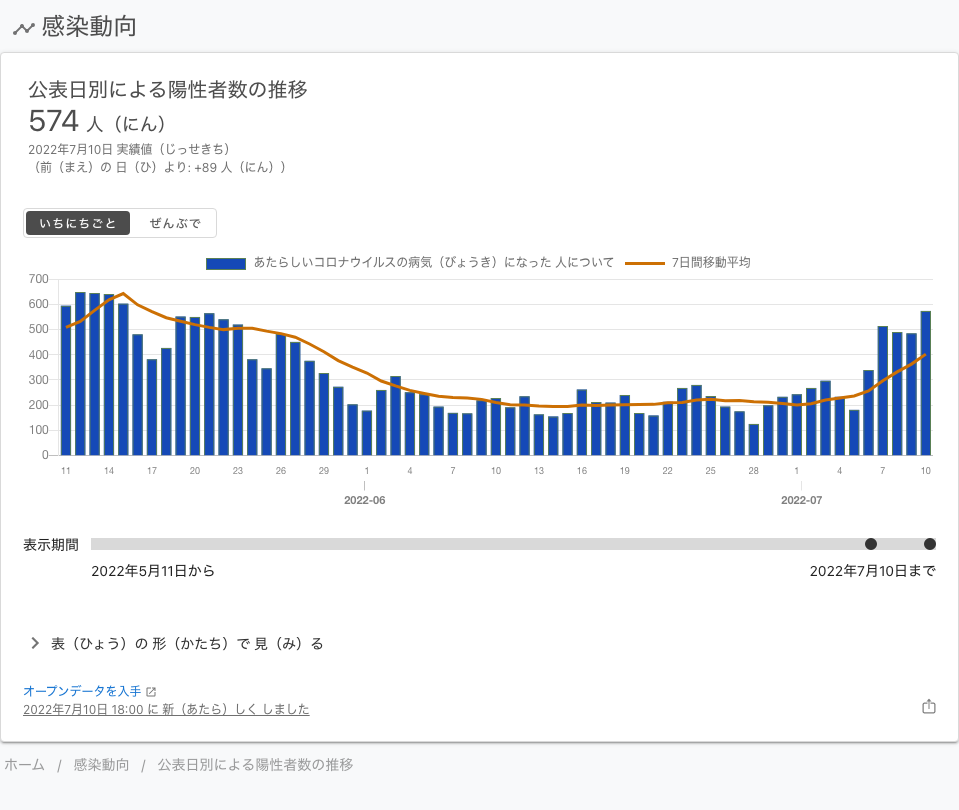 感染動向
公表日別による陽性者数の推移
574 人（にん）
2022年7月10日 実績値（じっせきち）
（前（まえ）の 日（ひ）より: +89 人（にん））
いちにちごと ぜんぶで
あたらしいコロナウイルスの病気（びょうき）になった 人について 7日間移動平均
700
600
500
400
300
200
100
0
11 14 17 20 23 26 29 1 4 7 10 13 16 19 22 25 28 1 4 7 10
2022-06 2022-07
表示期間
2022年5月11日から 2022年7月10日まで
表（ひょう）の 形（かたち）で 見（み）る
オープンデータを入手
2022年7月10日 18:00 に 新（あたら）しく しました
ホーム / 感染動向 / 公表日別による陽性者数の推移